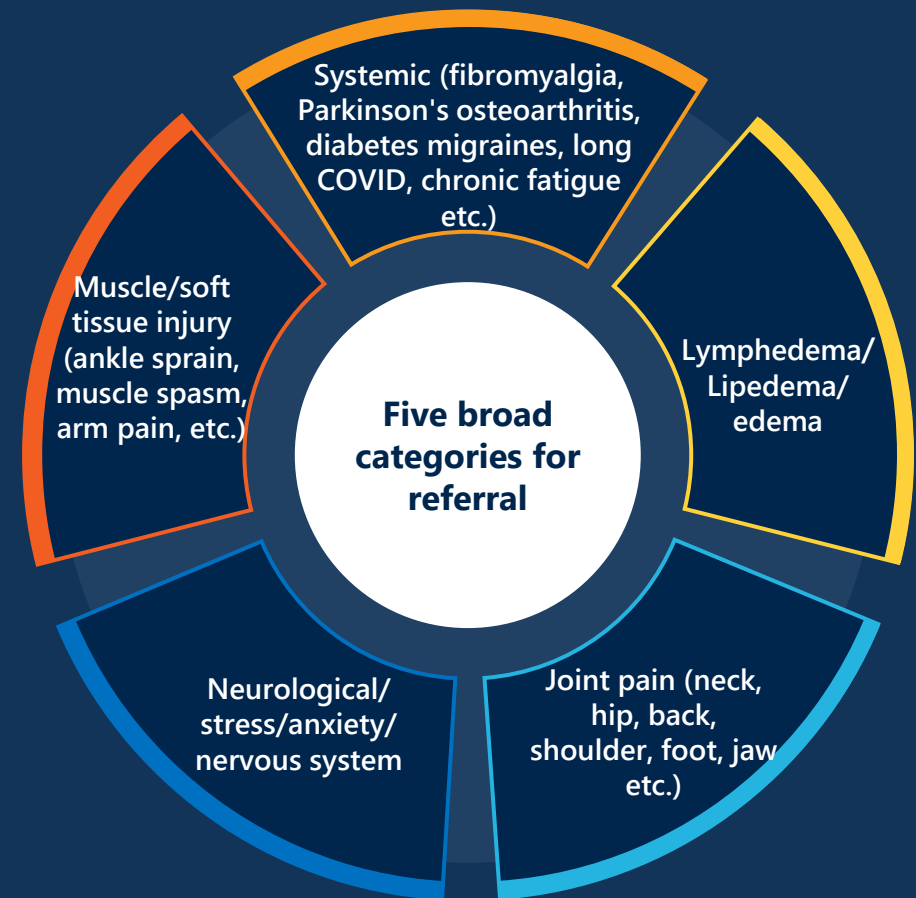 Systemic (fibromyalgia,
Parkinson's osteoarthritis,
diabetes migraines, long
COVID, chronic fatigue
etc.)
Lymphedema/
Lipedema/
edema
Joint pain (neck,
hip, back,
shoulder, foot, jaw
etc.)
Neurological/
stress/anxiety/
nervous system
Muscle/soft
tissue injury
(ankle sprain,
muscle spasm,
arm pain, etc.)
Five broad
categories for
referral